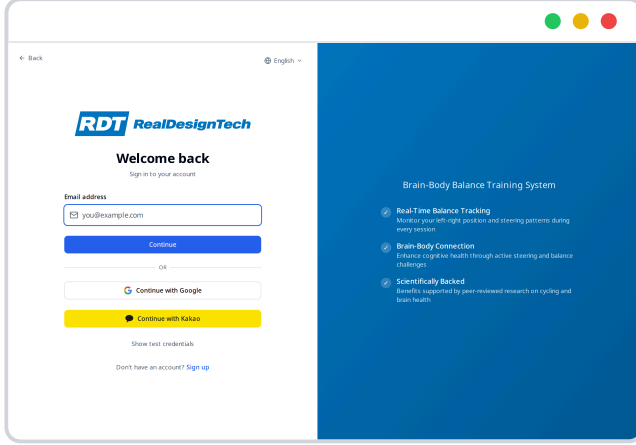 Back
English
RDT RealDesignTech
Welcome back
Sign in to your account
Email address
you@example.com
Continue
OR
Continue with Google
Continue with Kakao
Show test credentials
Don't have an account? Sign up
Brain-Body Balance Training System
Real-Time Balance Tracking
Monitor your left-right position and steering patterns during
every session
Brain-Body Connection
Enhance cognitive health through active steering and balance
challenges
Scientifically Backed
Benefits supported by peer-reviewed research on cycling and
brain health